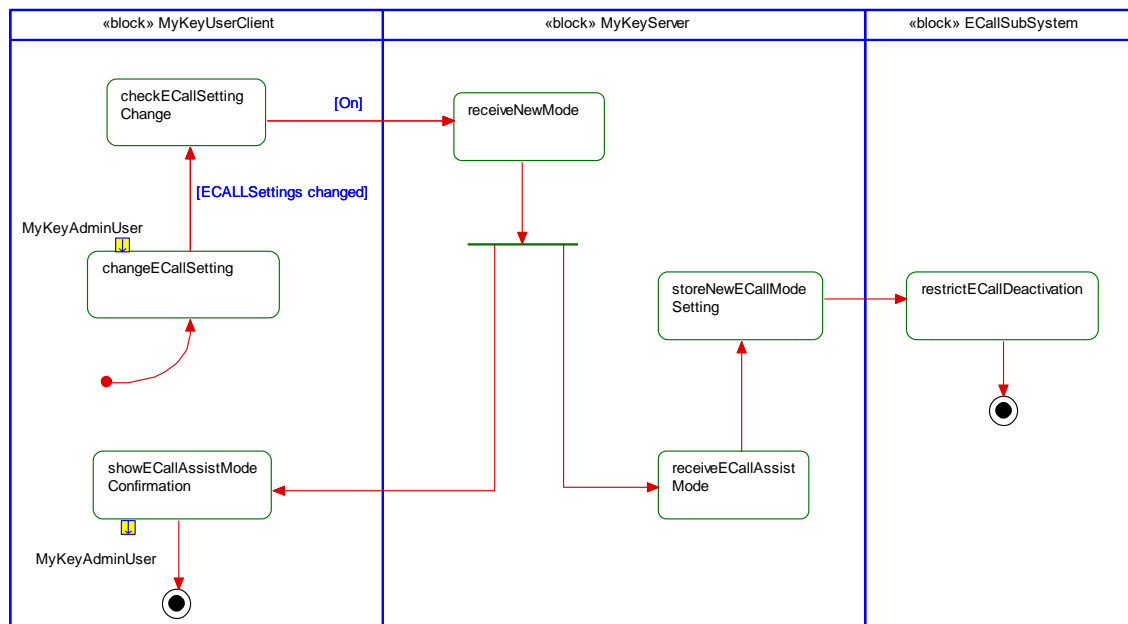 «block» MyKeyUserClient
«block» MyKeyServer
«block» ECallSubSystem
checkECallSetting
Change
[On]
receiveNewMode
[ECALLSettings changed]
MyKeyAdminUser
changeECallSetting
storeNewECallMode
Setting
restrictECallDeactivation
showECallAssistMode
Confirmation
receiveECallAssist
Mode
MyKeyAdminUser